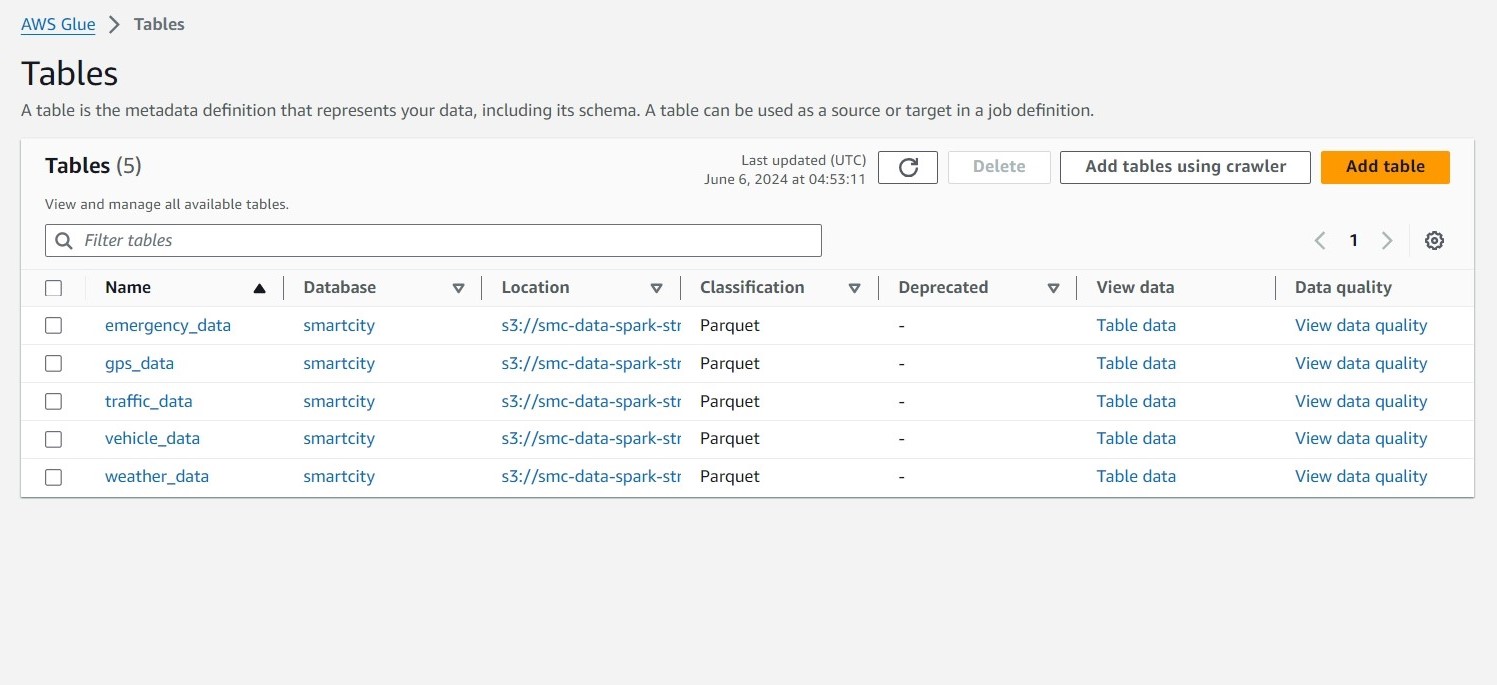 AWS Glue > Tables
Tables
A table is the metadata definition that represents your data, including its schema. A table can be used as a source or target in a job definition.
Tables (5)
Last updated (UTC)
June 6, 2024 at 04:53:11
Delete
Add tables using crawler
Add table
View and manage all available tables.
Filter tables
1
Name Database Location Classification Deprecated View data Data quality
emergency_data smartcity s3://smc-data-spark-str Parquet - Table data View data quality
gps_data smartcity s3://smc-data-spark-str Parquet - Table data View data quality
traffic_data smartcity s3://smc-data-spark-str Parquet - Table data View data quality
vehicle_data smartcity s3://smc-data-spark-str Parquet - Table data View data quality
weather_data smartcity s3://smc-data-spark-str Parquet - Table data View data quality